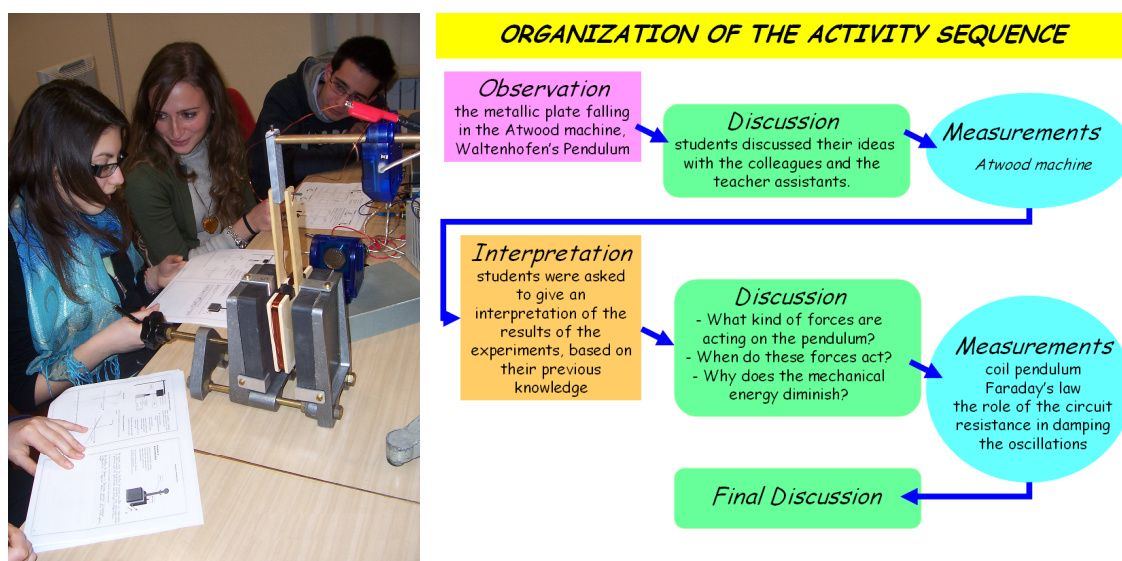 ORGANIZATION OF THE ACTIVITY SEQUENCE
Observation
the metallic plate falling
in the Atwood machine,
Waltenhofen's Pendulum
Discussion
students discussed their ideas
with the colleagues and the
teacher assistants.
Measurements
Atwood machine
Interpretation
students were asked
to give an
interpretation of the
results of the
experiments, based on
their previous
knowledge
Discussion
- What kind of forces are
acting on the pendulum?
- When do these forces act?
- Why does the mechanical
energy diminish?
Measurements
coil pendulum
Faraday's law
the role of the circuit
resistance in damping
the oscillations
Final Discussion